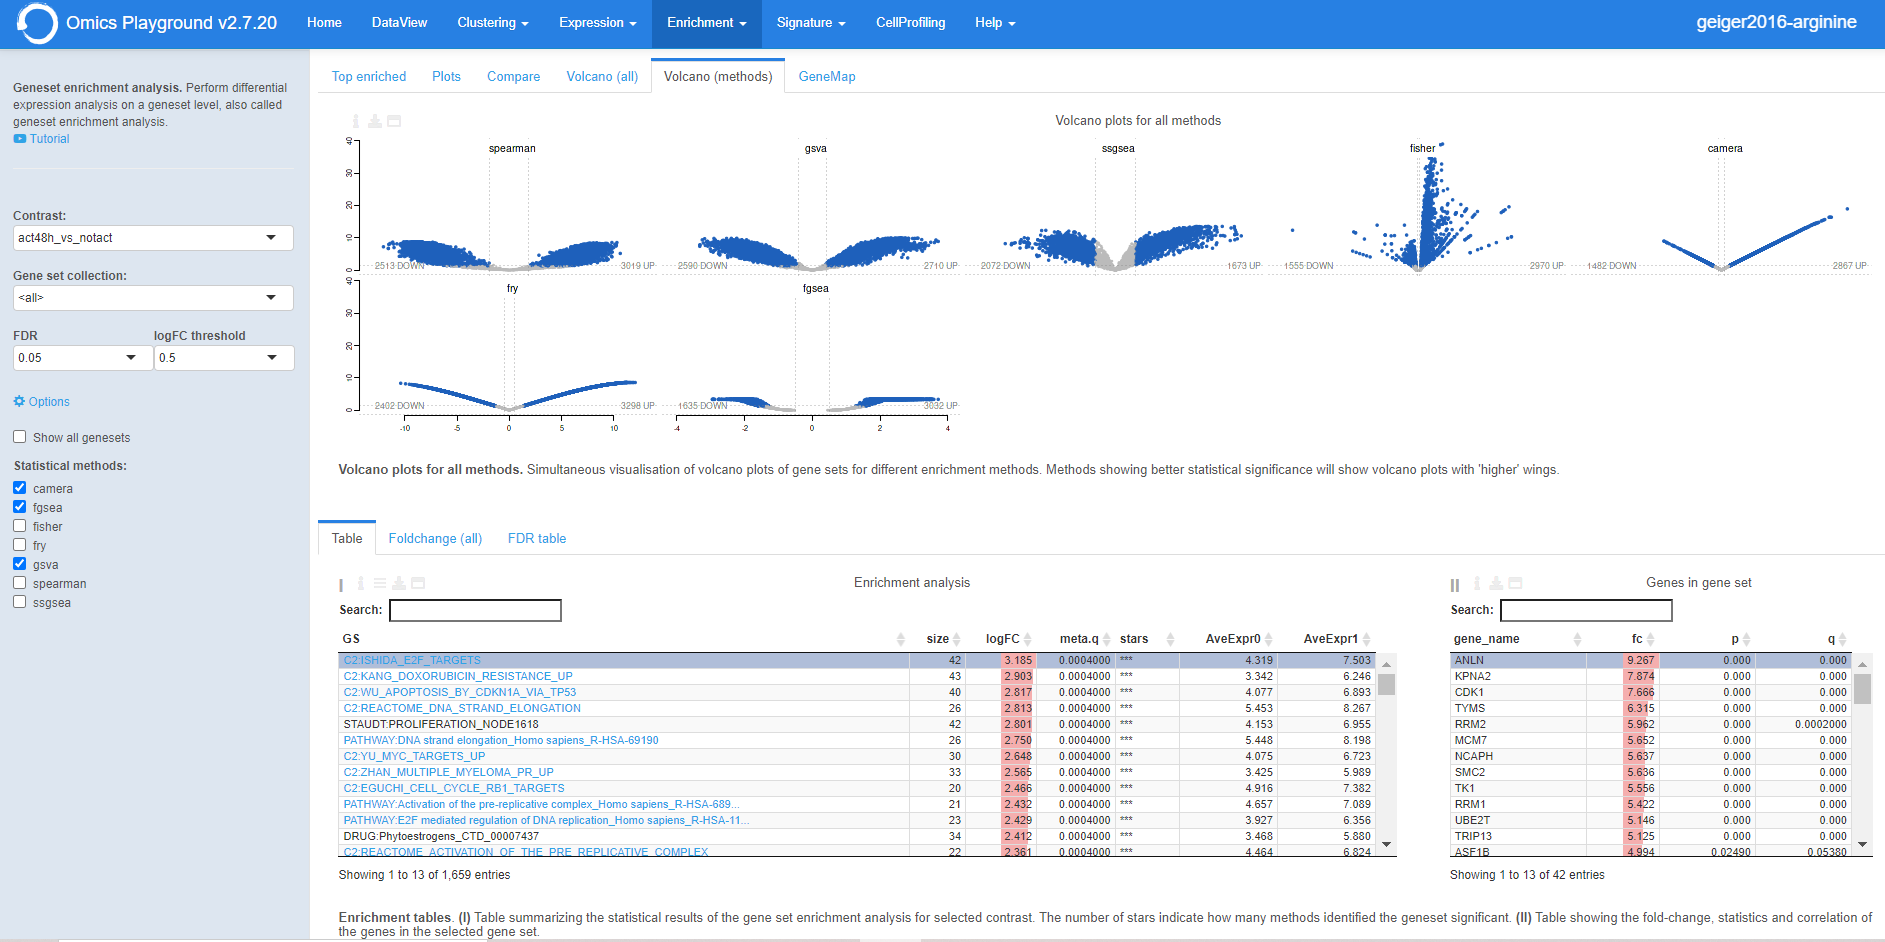 Omics Playground v2.7.20 Home DataView Clustering Expression Enrichment Signature CellProfiling Help geiger2016-arginine
Geneset enrichment analysis. Perform differential
expression analysis on a geneset level, also called
geneset enrichment analysis.
Tutorial
Contrast:
act48h_vs_notact
Gene set collection:
<all>
FDR logFC threshold
0.05 0.5
Options
Show all genesets
Statistical methods:
camera
fgsea
fisher
fry
gsva
spearman
ssgsea
Top enriched Plots Compare Volcano (all) Volcano (methods) GeneMap
Volcano plots for all methods
spearman gsva ssgsea fisher camera
40
30
20
10
0
2513 DOWN 3019 UP 2590 DOWN 2710 UP 2072 DOWN 1673 UP 1555 DOWN 2970 UP 1482 DOWN 2867 UP
fry fgsea
40
30
20
10
0
2402 DOWN 3298 UP 1635 DOWN 3032 UP
-10 -5 0 5 10 -4 -2 0 2 4
Volcano plots for all methods. Simultaneous visualisation of volcano plots of gene sets for different enrichment methods. Methods showing better statistical significance will show volcano plots with 'higher' wings.
Table Foldchange (all) FDR table
I Enrichment analysis
Search:
GS size logFC meta.q stars AveExpr0 AveExpr1
C2:ISHIDA_E2F_TARGETS 42 3.185 0.0004000 *** 4.319 7.503
C2:KANG_DOXORUBICIN_RESISTANCE_UP 43 2.903 0.0004000 *** 3.342 6.246
C2:WU_APOPTOSIS_BY_CDKN1A_VIA_TP53 40 2.817 0.0004000 *** 4.077 6.893
C2:REACTOME_DNA_STRAND_ELONGATION 26 2.813 0.0004000 *** 5.453 8.267
STAUDT:PROLIFERATION_NODE1618 42 2.801 0.0004000 *** 4.153 6.955
PATHWAY:DNA strand elongation_Homo sapiens_R-HSA-69190 26 2.750 0.0004000 *** 5.448 8.198
C2:YU_MYC_TARGETS_UP 30 2.648 0.0004000 *** 4.075 6.723
C2:ZHAN_MULTIPLE_MYELOMA_PR_UP 33 2.565 0.0004000 *** 3.425 5.989
C2:EGUCHI_CELL_CYCLE_RB1_TARGETS 20 2.466 0.0004000 *** 4.916 7.382
PATHWAY:Activation of the pre-replicative complex_Homo sapiens_R-HSA-689... 21 2.432 0.0004000 *** 4.657 7.089
PATHWAY:E2F mediated regulation of DNA replication_Homo sapiens_R-HSA-11... 23 2.429 0.0004000 *** 3.927 6.356
DRUG:Phytoestrogens_CTD_00007437 34 2.412 0.0004000 *** 3.468 5.880
C2:REACTOME_ACTIVATION_OF_THE_PRE_REPLICATIVE_COMPLEX 22 2.361 0.0004000 *** 4.464 6.824
Showing 1 to 13 of 1,659 entries
II Genes in gene set
Search:
gene_name fc p q
ANLN 9.267 0.000 0.000
KPNA2 7.874 0.000 0.000
CDK1 7.666 0.000 0.000
TYMS 6.315 0.000 0.000
RRM2 5.962 0.000 0.0002000
MCM7 5.652 0.000 0.000
NCAPH 5.637 0.000 0.000
SMC2 5.636 0.000 0.000
TK1 5.556 0.000 0.000
RRM1 5.422 0.000 0.000
UBE2T 5.146 0.000 0.000
TRIP13 5.125 0.000 0.000
ASF1B 4.994 0.02490 0.05380
Showing 1 to 13 of 42 entries
Enrichment tables. (I) Table summarizing the statistical results of the gene set enrichment analysis for selected contrast. The number of stars indicate how many methods identified the geneset significant. (II) Table showing the fold-change, statistics and correlation of
the genes in the selected gene set.